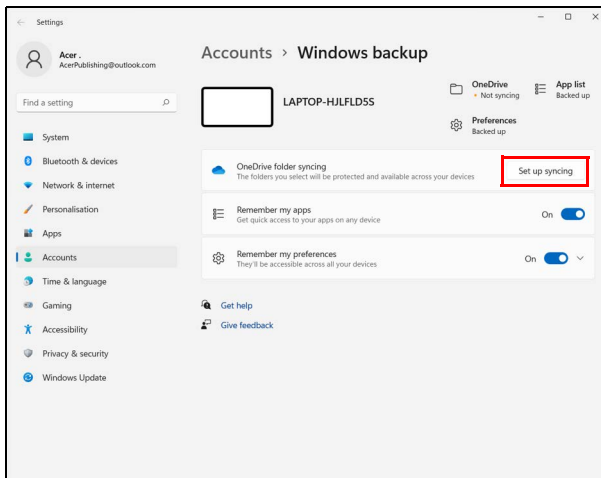 Settings
Acer .
AcerPublishing@outlook.com
Find a setting
System
Bluetooth & devices
Network & internet
Personalisation
Apps
Accounts
Time & language
Gaming
Accessibility
Privacy & security
Windows Update
Accounts > Windows backup
LAPTOP-HJLFLD5S
OneDrive
• Not syncing
App list
Backed up
Preferences
Backed up
OneDrive folder syncing
The folders you select will be protected and available across your devices
Set up syncing
Remember my apps
Get quick access to your apps on any device
On
Remember my preferences
They'll be accessible across all your devices
On
Get help
Give feedback